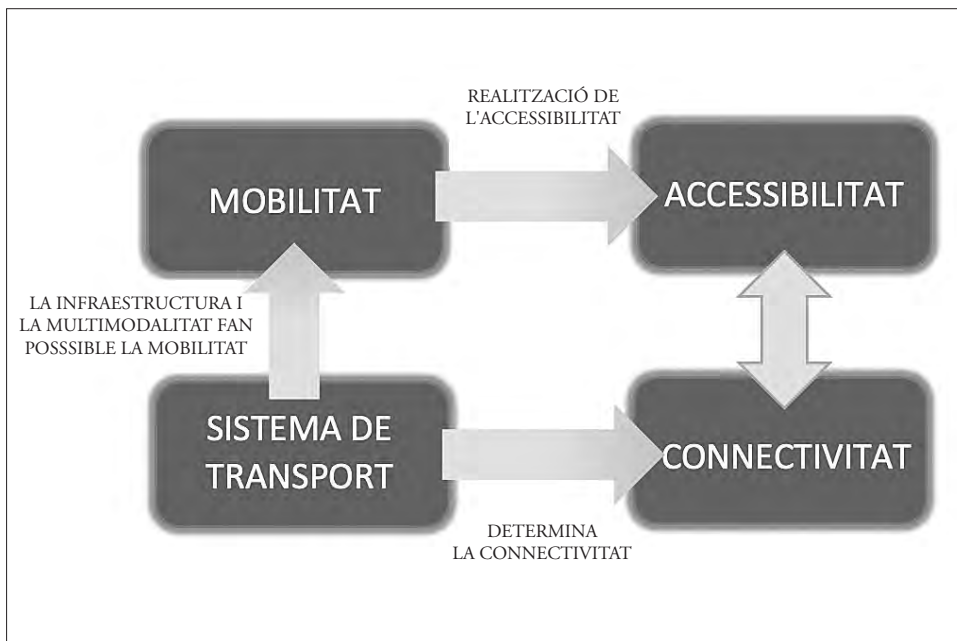 REALITZACIÓ DE
L'ACCESSIBILITAT
MOBILITAT
ACCESSIBILITAT
LA INFRAESTRUCTURA I
LA MULTIMODALITAT FAN
POSSSIBLE LA MOBILITAT
SISTEMA DE
TRANSPORT
CONNECTIVITAT
DETERMINA
LA CONNECTIVITAT